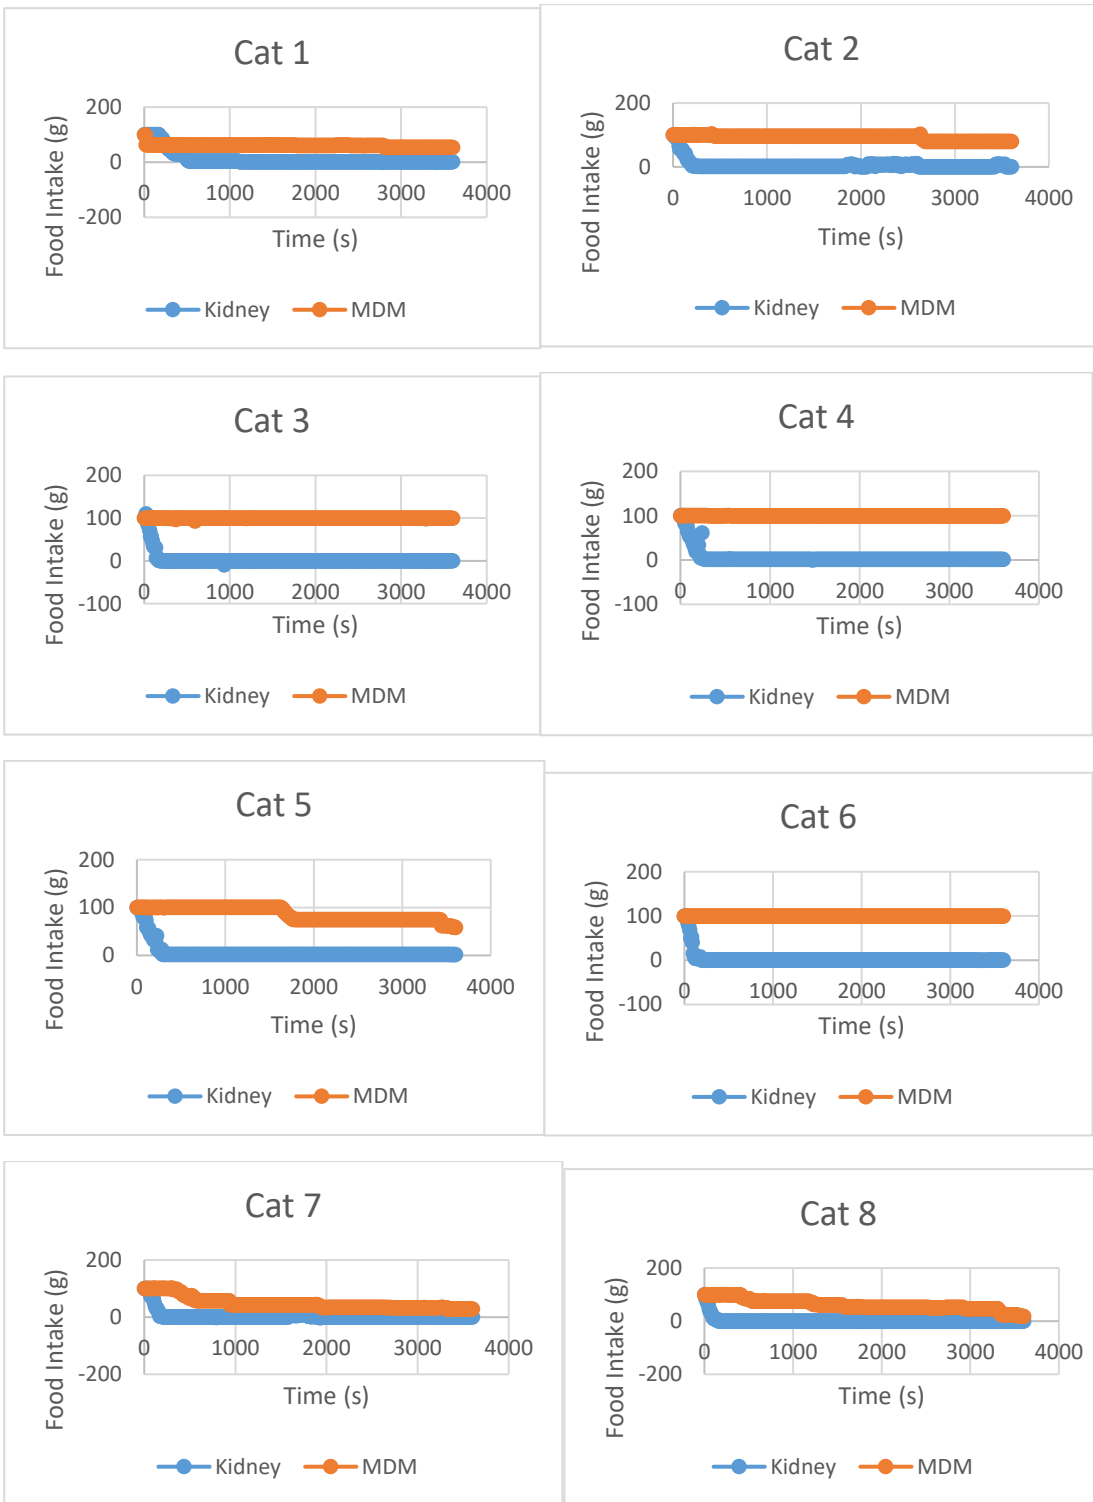 Cat 1
200
0
-200
0 1000 2000 3000 4000
Food Intake (g)
Time (s)
Kidney MDM
Cat 2
200
100
0
0 1000 2000 3000 4000
Food Intake (g)
Time (s)
Kidney MDM
Cat 3
200
100
0
-100
0 1000 2000 3000 4000
Food Intake (g)
Time (s)
Kidney MDM
Cat 4
200
100
0
-100
0 1000 2000 3000 4000
Food Intake (g)
Time (s)
Kidney MDM
Cat 5
200
100
0
0 1000 2000 3000 4000
Food Intake (g)
Time (s)
Kidney MDM
Cat 6
200
100
0
-100
0 1000 2000 3000 4000
Food Intake (g)
Time (s)
Kidney MDM
Cat 7
200
0
-200
0 1000 2000 3000 4000
Food Intake (g)
Time (s)
Kidney MDM
Cat 8
200
0
-200
0 1000 2000 3000 4000
Food Intake (g)
Time (s)
Kidney MDM